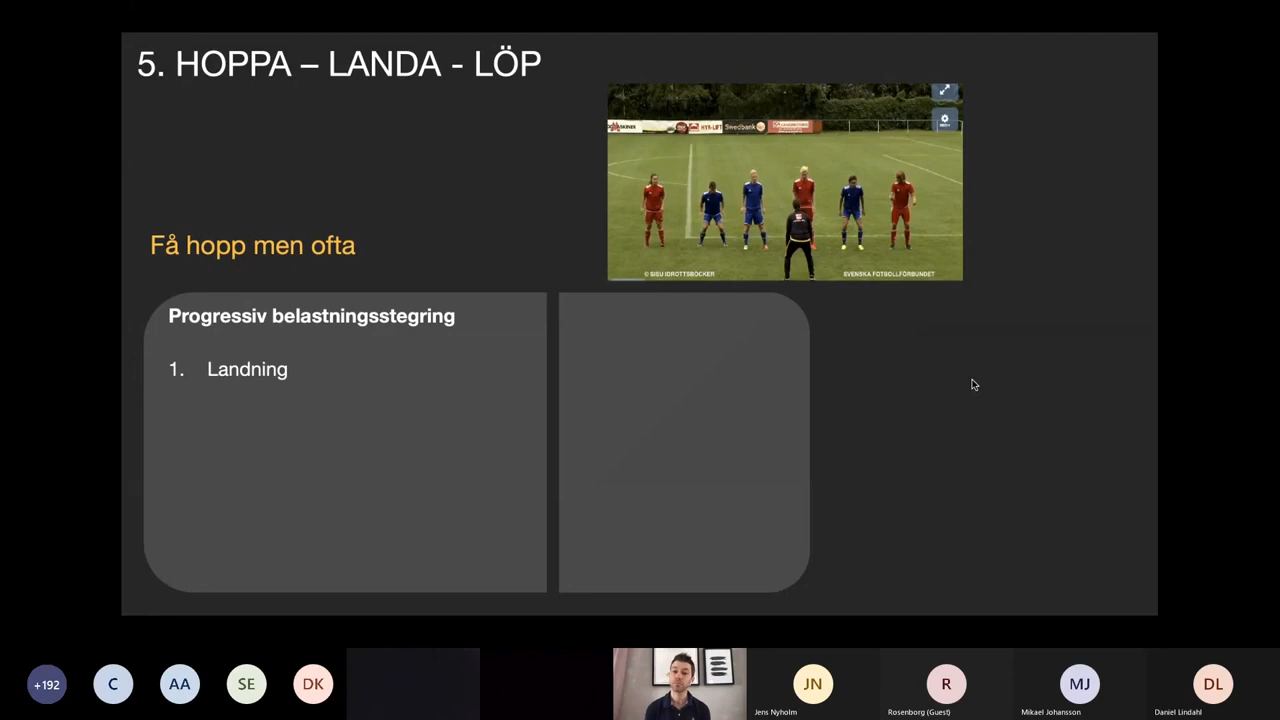 5. HOPPA – LANDA - LÖP
Swedbank
© SISU IDROTTSBÖCKER
SVENSKA FOTBOLLFÖRBUNDET
Få hopp men ofta
Progressiv belastningsstegring
1. Landning
+192
C
AA
SE
DK
JN
R
MJ
DL
Jens Nyholm
Rosenborg (Guest)
Mikael Johansson
Daniel Lindahl